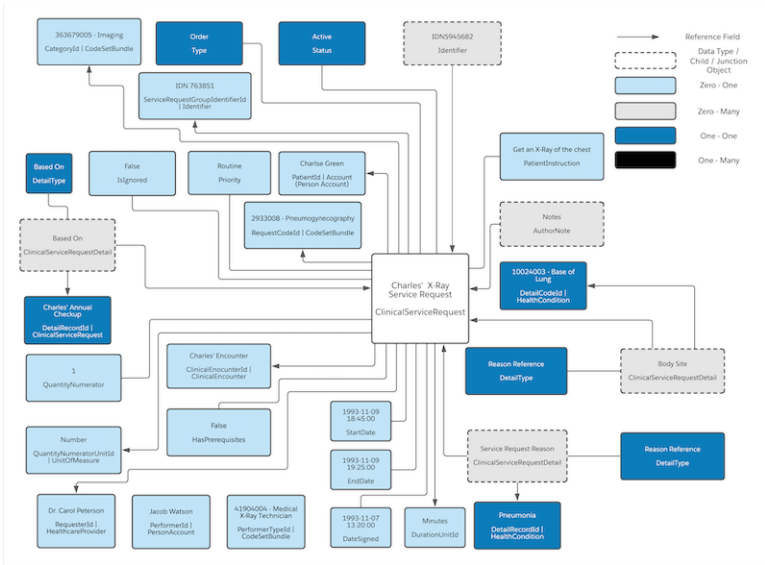 363679005 - Imaging
CategoryId | CodeSetBundle
Order
Type
Active
Status
IDN5945682
Identifier
Reference Field
Data Type /
Child / Junction
Object
Zero - One
Zero - Many
One - One
One - Many
IDN 763851
ServiceRequestGroupIdentifierId
| Identifier
Based On
DetailType
False
IsIgnored
Routine
Priority
Charlse Green
PatientId | Account
(Person Account)
Get an X-Ray of the chest
PatientInstruction
2933008 - Pneumogynecography
RequestCodeId | CodeSetBundle
Notes
AuthorNote
Based On
ClinicalServiceRequestDetail
Charles' X-Ray
Service Request
ClinicalServiceRequest
10024003 - Base of
Lung
DetailCodeId |
HealthCondition
Charles' Annual
Checkup
DetailRecordId |
ClinicalServiceRequest
1
QuantityNumerator
Charles' Encounter
ClinicalEnocunterId |
ClinicalEncounter
Reason Reference
DetailType
Body Site
ClinicalServiceRequestDetail
False
HasPrerequisites
1993-11-09
18:45:00
StartDate
Number
QuantityNumeratorUnitId
| UnitOfMeasure
1993-11-09
19:25:00
EndDate
Service Request Reason
ClinicalServiceRequestDetail
Reason Reference
DetailType
Dr. Carol Peterson
RequesterId |
HealthcareProvider
Jacob Watson
PerformerId |
PersonAccount
41904004 - Medical
X-Ray Technician
PerformerTypeId |
CodeSetBundle
1993-11-07
13:20:00
DateSigned
Minutes
DurationUnitId
Pneumonia
DetailRecordId |
HealthCondition